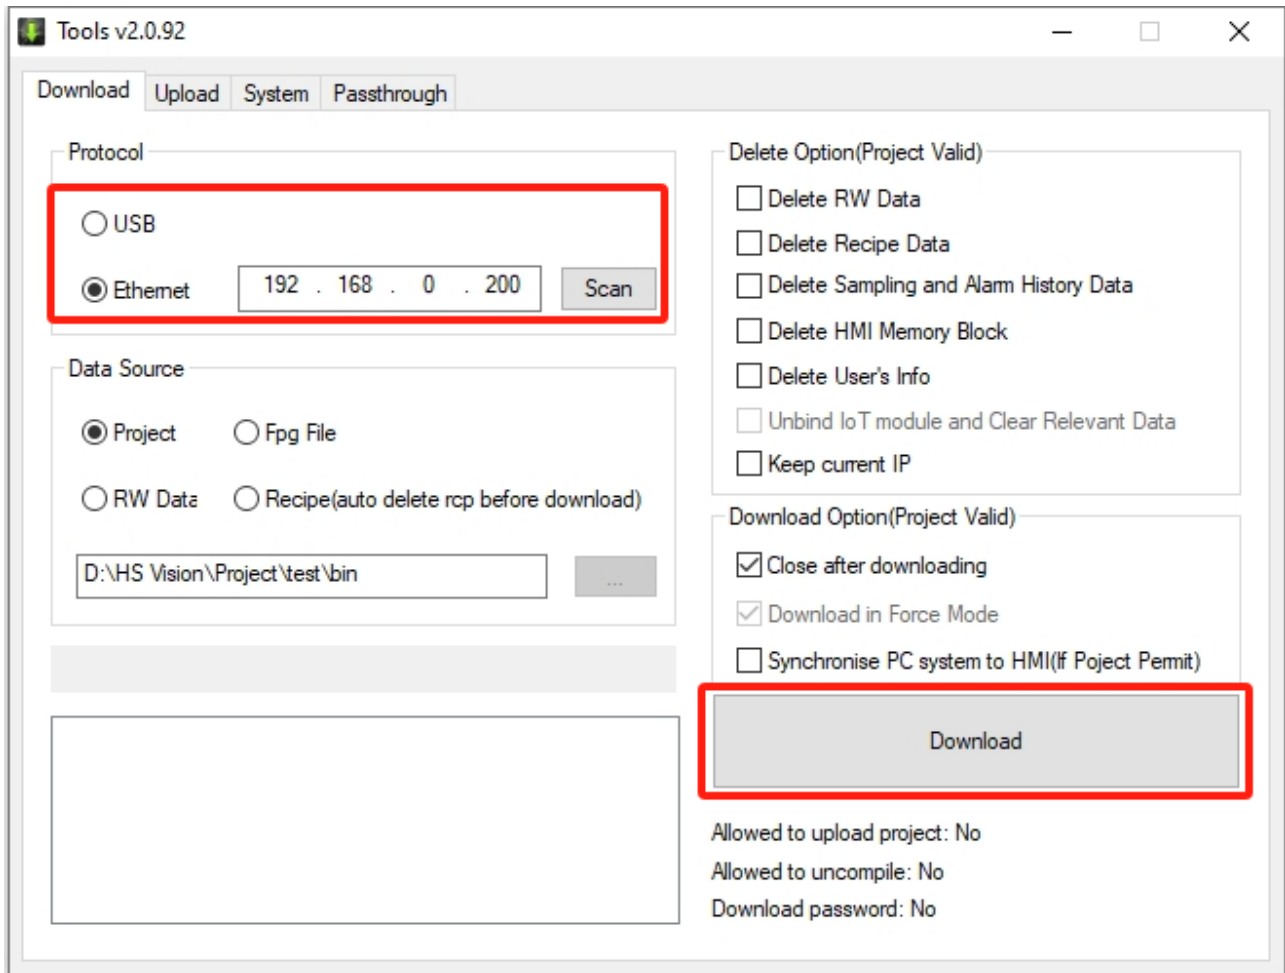 Tools v2.0.92
Download Upload System Passthrough
Protocol
USB
Ethernet 192 . 168 . 0 . 200 Scan
Data Source
Project Fpg File
RW Data Recipe(auto delete rcp before download)
D:\HS Vision\Project\test\bin ...
Delete Option(Project Valid)
Delete RW Data
Delete Recipe Data
Delete Sampling and Alarm History Data
Delete HMI Memory Block
Delete User's Info
Unbind IoT module and Clear Relevant Data
Keep current IP
Download Option(Project Valid)
Close after downloading
Download in Force Mode
Synchronise PC system to HMI(If Poject Permit)
Download
Allowed to upload project: No
Allowed to uncompile: No
Download password: No